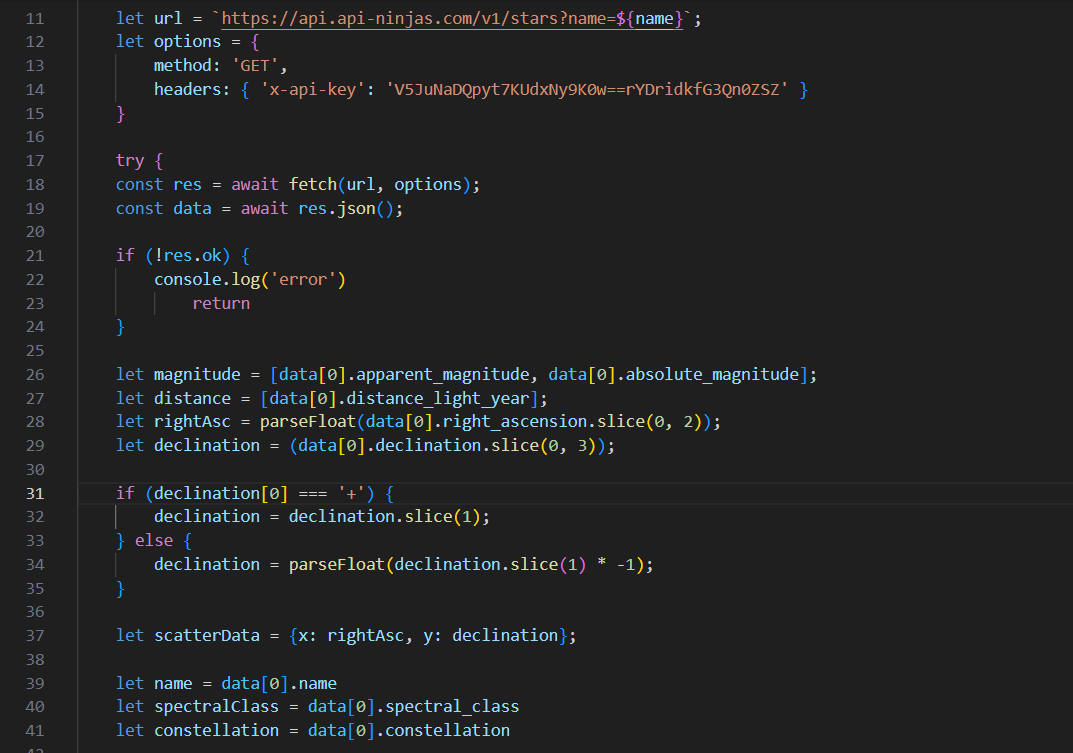 11 let url = `https://api.api-ninjas.com/v1/stars?name=${name}`;
12 let options = {
13 method: 'GET',
14 headers: { 'x-api-key': 'V5JuNaDQpyt7KUdxNy9K0w==rYDridkfG3Qn0ZSZ' }
15 }
16
17 try {
18 const res = await fetch(url, options);
19 const data = await res.json();
20
21 if (!res.ok) {
22 console.log('error')
23 return
24 }
25
26 let magnitude = [data[0].apparent_magnitude, data[0].absolute_magnitude];
27 let distance = [data[0].distance_light_year];
28 let rightAsc = parseFloat(data[0].right_ascension.slice(0, 2));
29 let declination = (data[0].declination.slice(0, 3));
30
31 if (declination[0] === '+') {
32 declination = declination.slice(1);
33 } else {
34 declination = parseFloat(declination.slice(1) * -1);
35 }
36
37 let scatterData = {x: rightAsc, y: declination};
38
39 let name = data[0].name
40 let spectralClass = data[0].spectral_class
41 let constellation = data[0].constellation